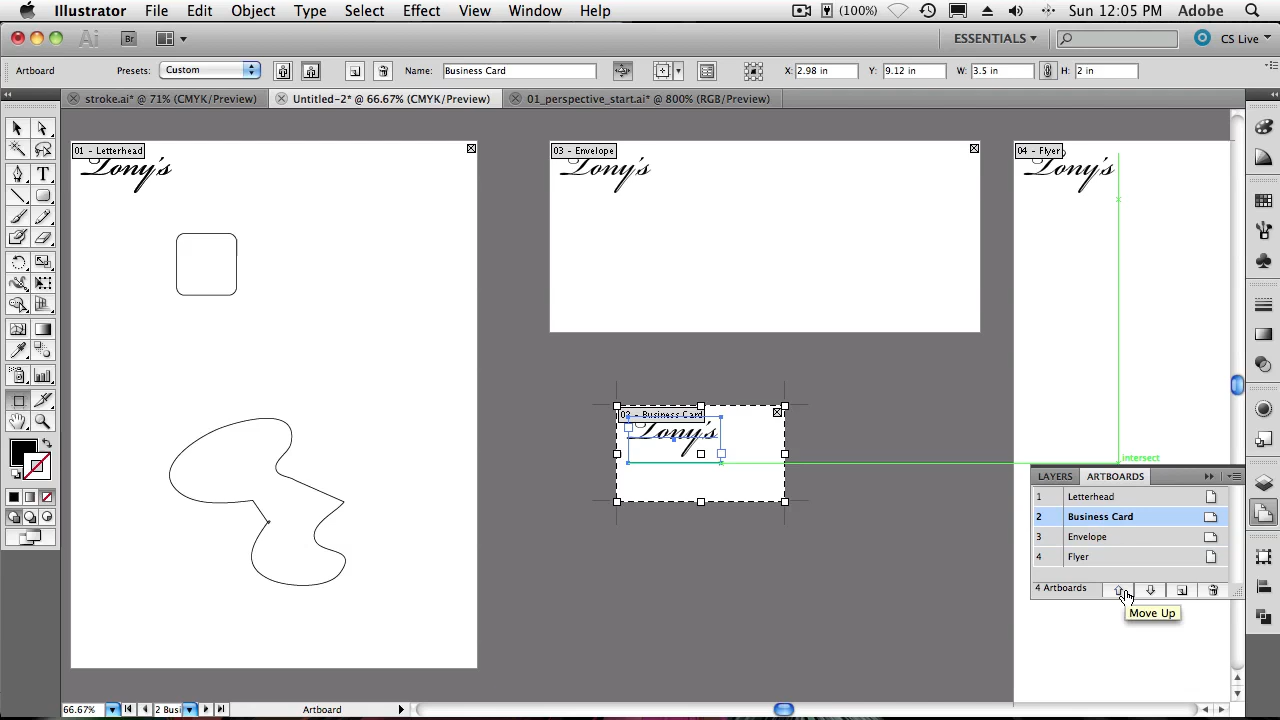 Illustrator File Edit Object Type Select Effect View Window Help (100%) Sun 12:05 PM Adobe
Ai Br ESSENTIALS CS Live
Artboard Presets: Custom Name: Business Card X: 2.98 in Y: 9.12 in W: 3.5 in H: 2 in
stroke.ai* @ 71% (CMYK/Preview) Untitled-2* @ 66.67% (CMYK/Preview) 01_perspective_start.ai* @ 800% (RGB/Preview)
01 - Letterhead 03 - Envelope 04 - Flyer
Tony's Tony's Tony's
02 - Business Card
Tony's
intersect
LAYERS ARTBOARDS
1 Letterhead
2 Business Card
3 Envelope
4 Flyer
4 Artboards
Move Up
66.67% 2 Busi Artboard